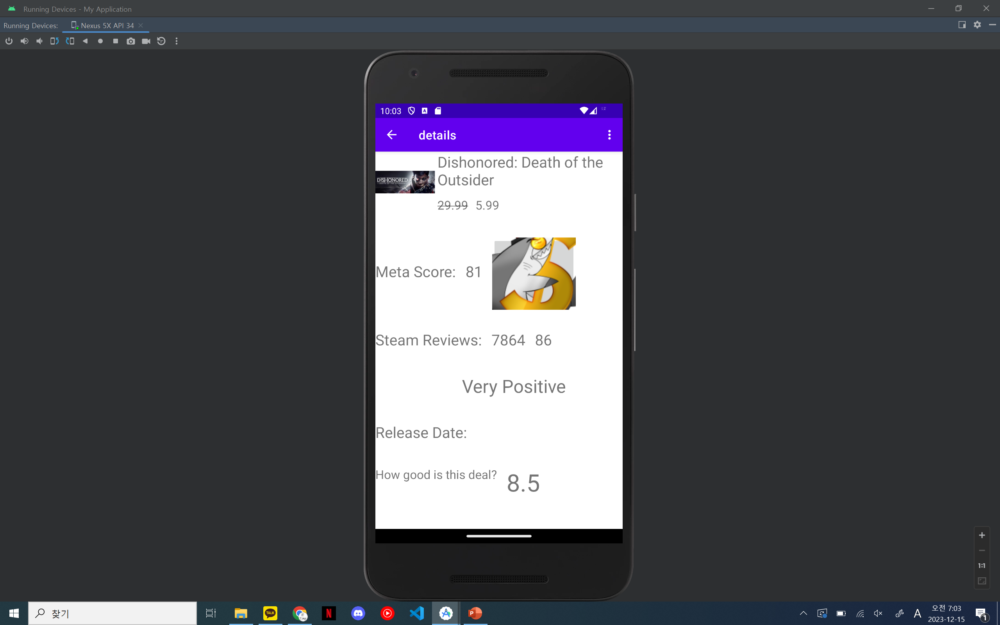 Running Devices - My Application
Running Devices:
Nexus 5X API 34
10:03
A
details
Dishonored: Death of the
Outsider
DISHONORED
29.99 5.99
Meta Score: 81
Steam Reviews: 7864 86
Very Positive
Release Date:
How good is this deal? 8.5
1:1
찾기
TALK
N
P
A
오전 7:03
2023-12-15
1